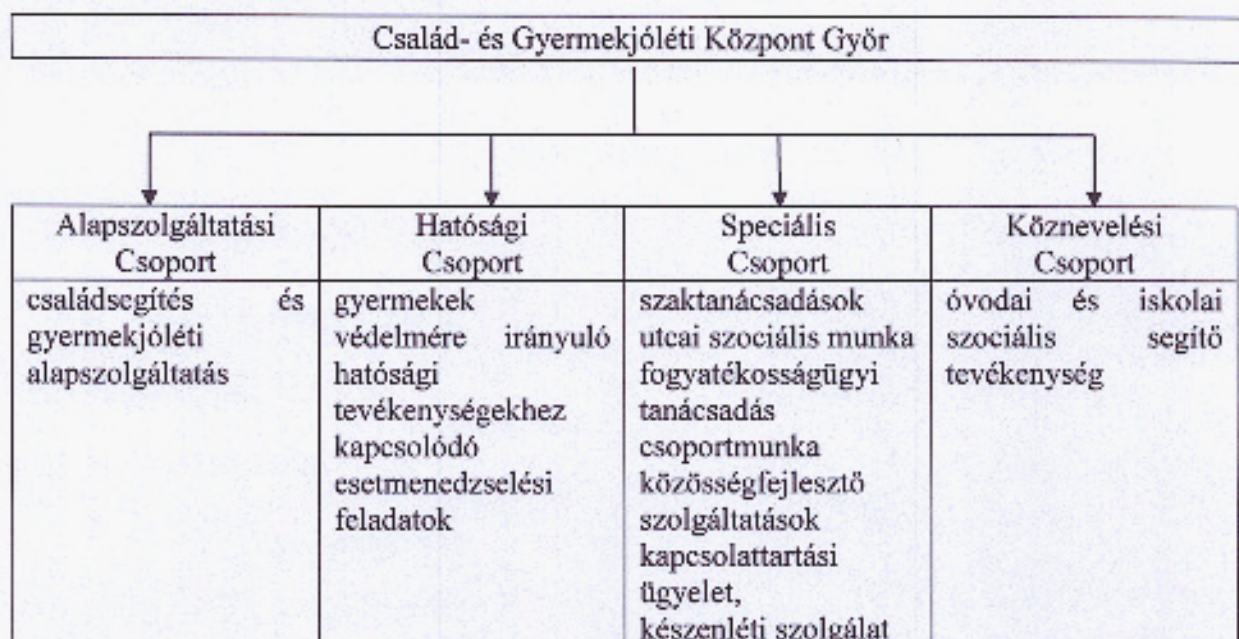 Család- és Gyermekjóléti Központ Győr
Alapszolgáltatási
Csoport
Hatósági
Csoport
Speciális
Csoport
Köznevelési
Csoport
családsegítés és
gyermekjóléti
alapszolgáltatás
gyermekek
védelmére irányuló
hatósági
tevékenységekhez
kapcsolódó
esetmenedzselési
feladatok
szaktanácsadások
utcai szociális munka
fogyatékosságügyi
tanácsadás
csoportmunka
közösségfejlesztő
szolgáltatások
kapcsolattartási
ügyelet,
készenléti szolgálat
óvodai és iskolai
szociális segítő
tevékenység